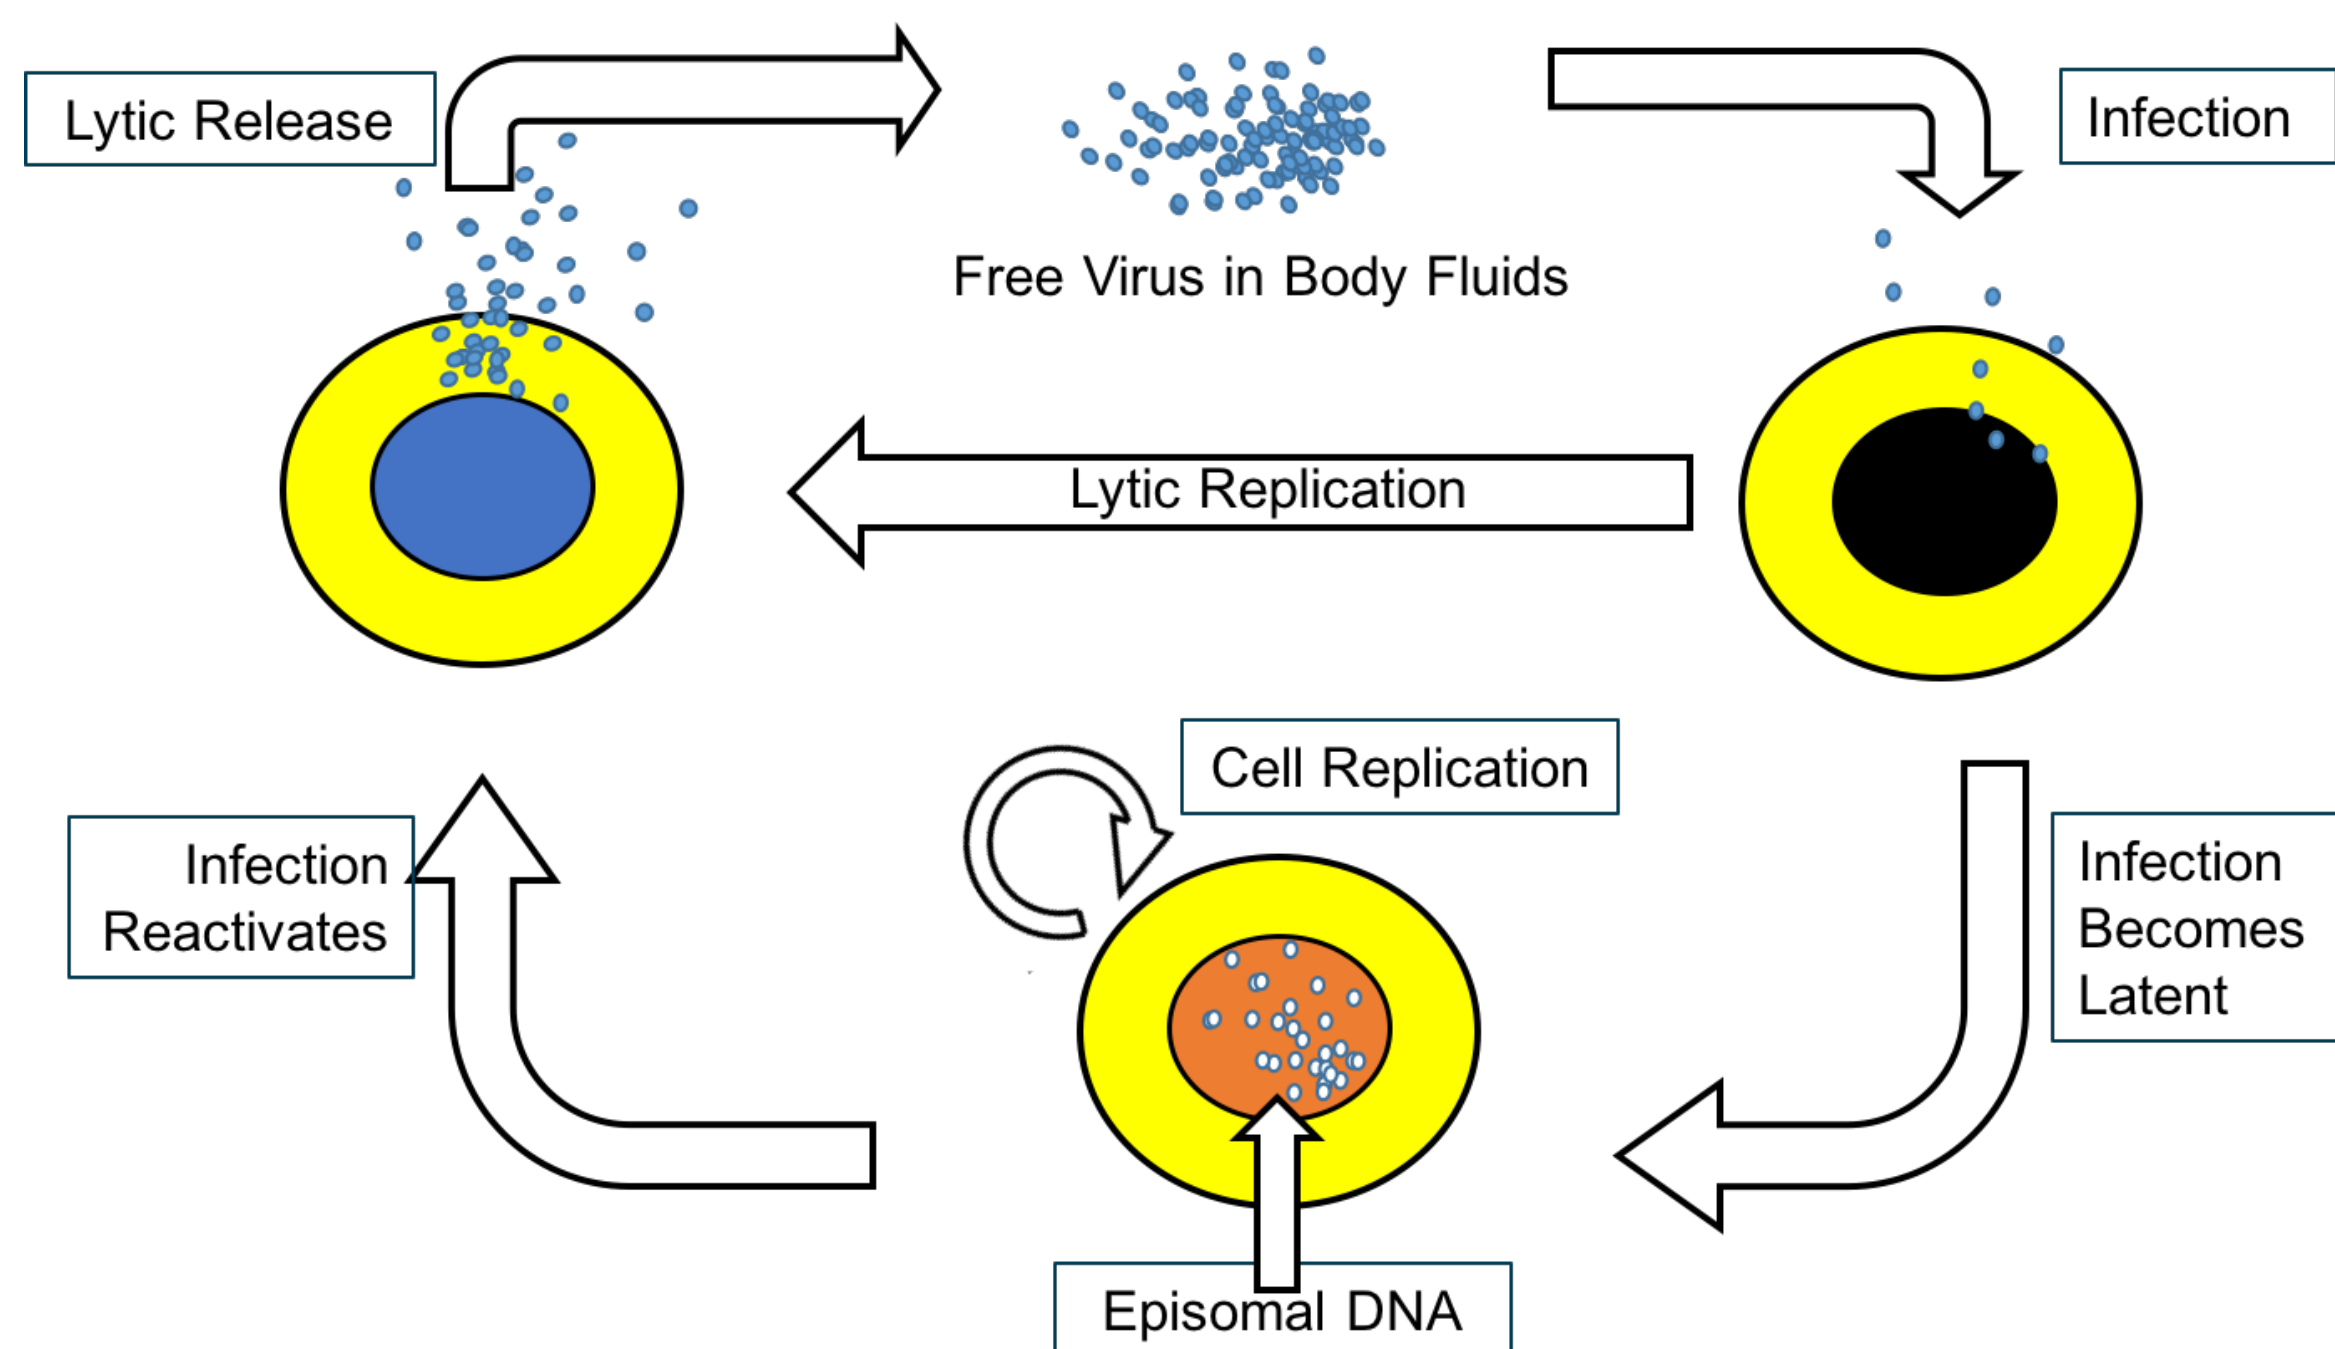 Lytic Release
Infection
Free Virus in Body Fluids
Lytic Replication
Cell Replication
Infection
Reactivates
Infection
Becomes
Latent
Episomal DNA